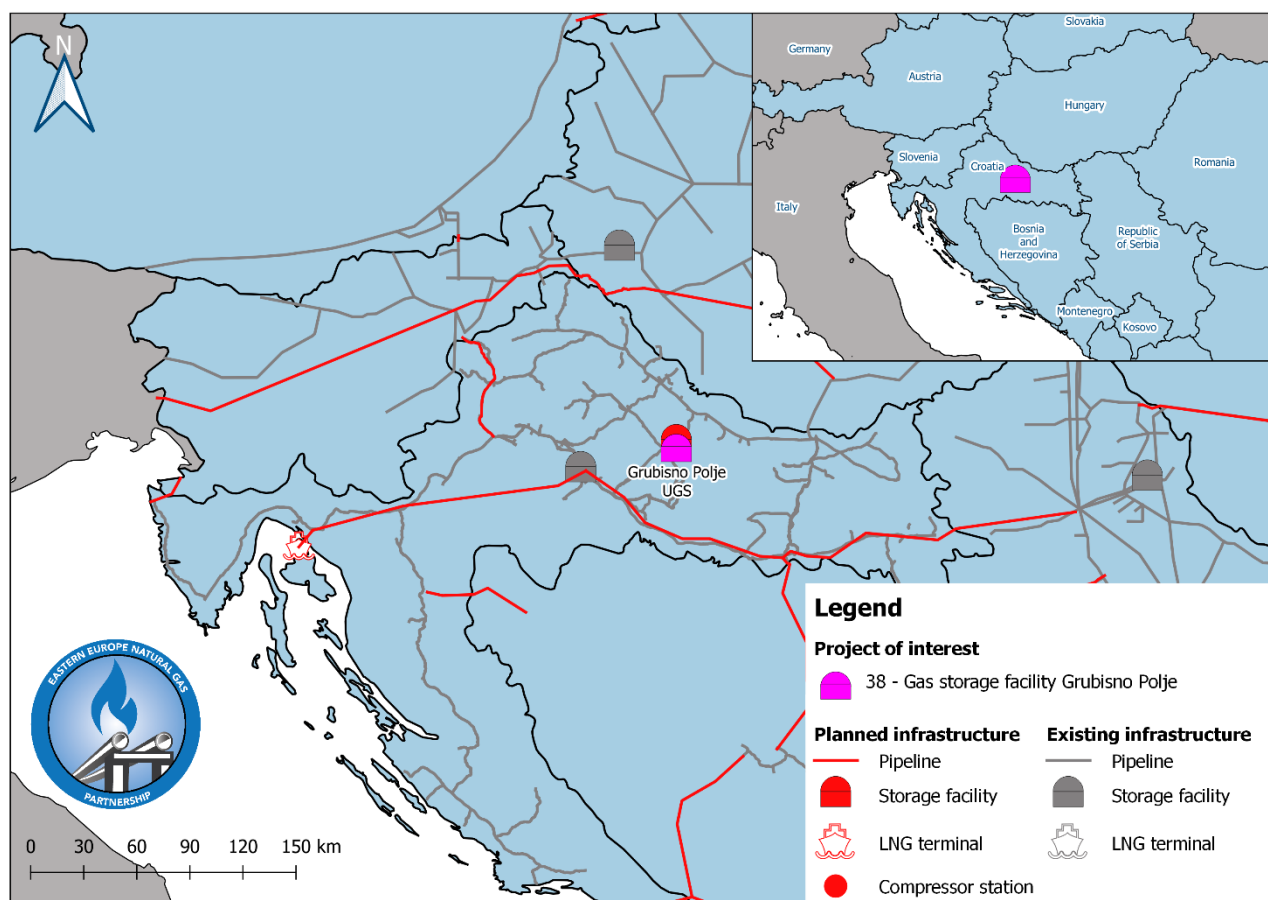 N
Germany
Slovakia
Austria
Hungary
Slovenia
Croatia
Romania
Italy
Bosnia
and
Herzegovina
Republic
of Serbia
Montenegro
Kosovo
Grubisno Polje
UGS
EASTERN EUROPE NATURAL GAS
PARTNERSHIP
0 30 60 90 120 150 km
Legend
Project of interest
38 - Gas storage facility Grubisno Polje
Planned infrastructure
Pipeline
Storage facility
LNG terminal
Compressor station
Existing infrastructure
Pipeline
Storage facility
LNG terminal